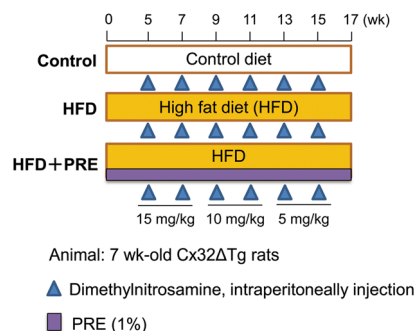 0 5 7 9 11 13 15 17 (wk)
Control Control diet
HFD High fat diet (HFD)
HFD+PRE HFD
15 mg/kg 10 mg/kg 5 mg/kg
Animal: 7 wk-old Cx32ΔTg rats
Dimethylnitrosamine, intraperitoneally injection
PRE (1%)